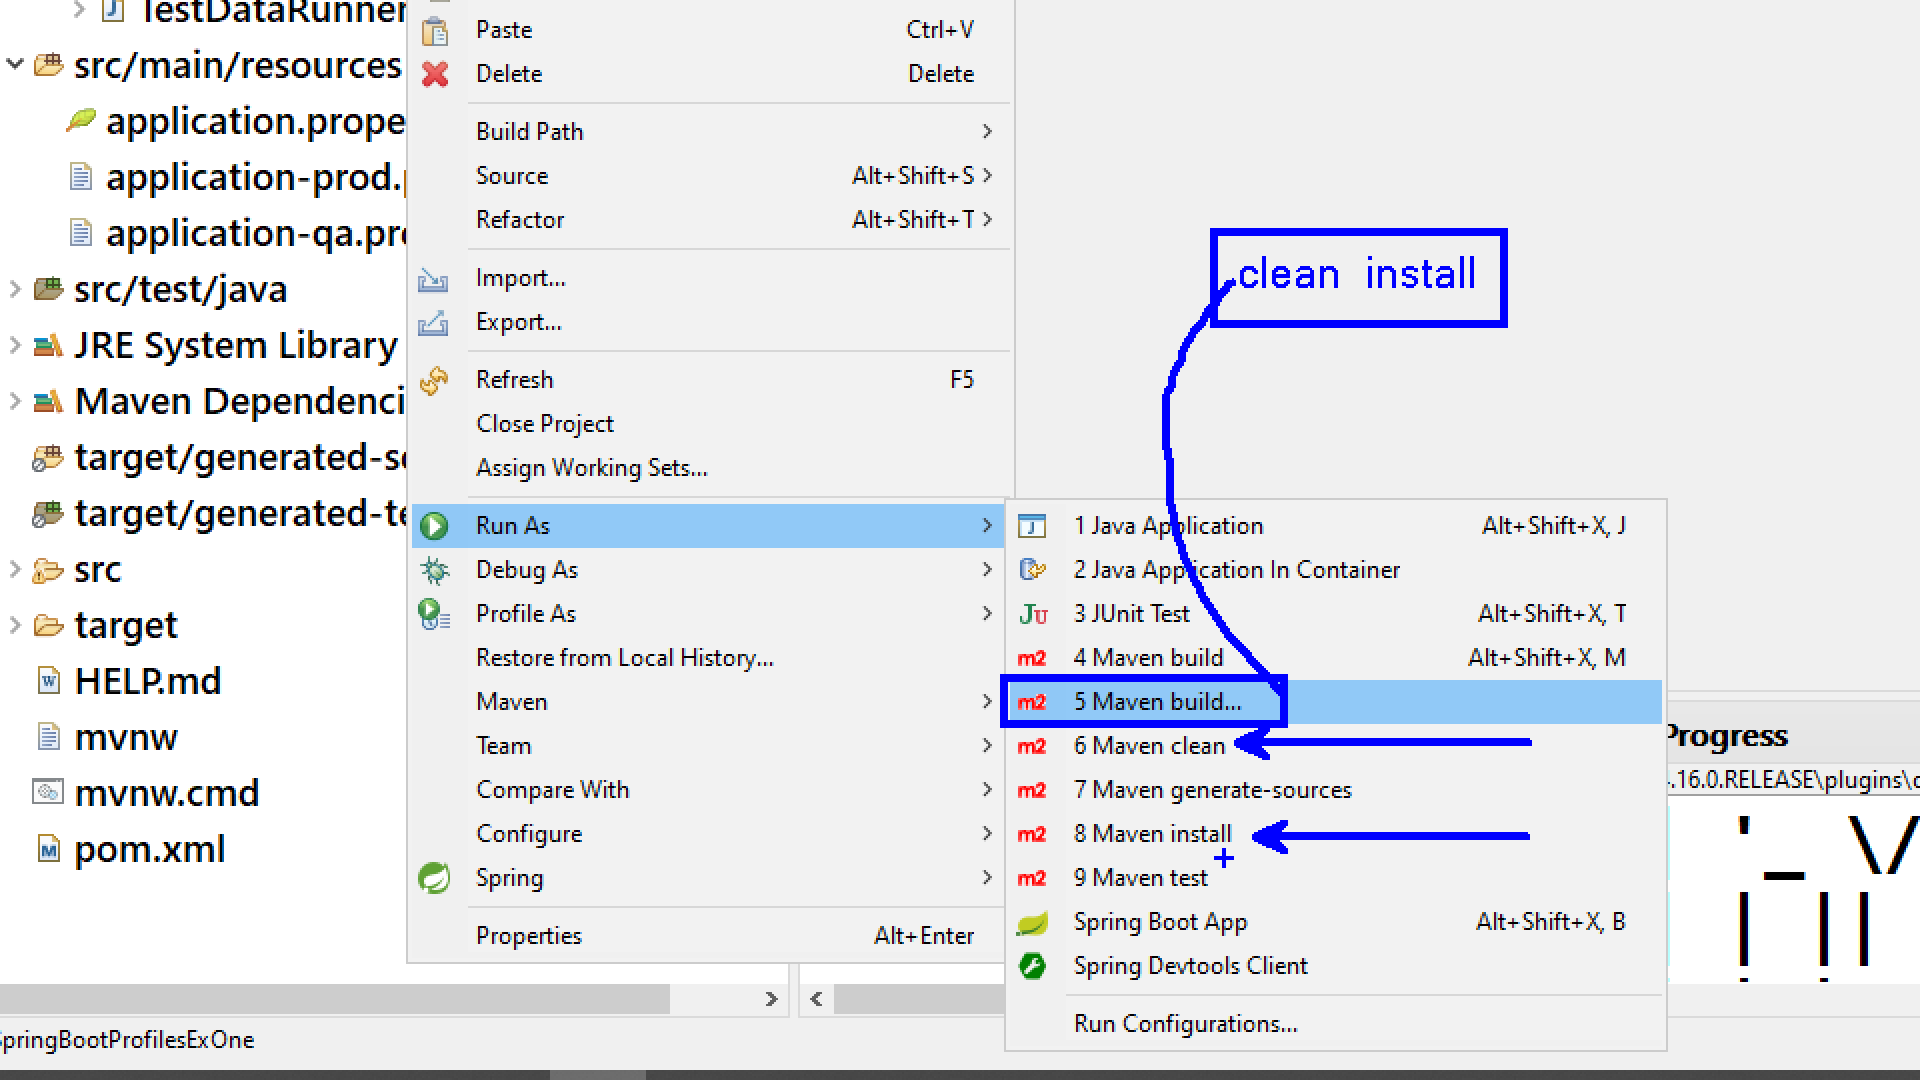 TestDataRunner
src/main/resources
application.prope
application-prod.
application-qa.pr
src/test/java
JRE System Library
Maven Dependenci
target/generated-s
target/generated-te
src
target
HELP.md
mvnw
mvnw.cmd
pom.xml
Paste Ctrl+V
Delete Delete
Build Path
Source Alt+Shift+S
Refactor Alt+Shift+T
Import...
Export...
Refresh F5
Close Project
Assign Working Sets...
Run As
Debug As
Profile As
Restore from Local History...
Maven
Team
Compare With
Configure
Spring
Properties Alt+Enter
clean install
1 Java Application Alt+Shift+X, J
2 Java Application In Container
3 JUnit Test Alt+Shift+X, T
4 Maven build Alt+Shift+X, M
5 Maven build...
6 Maven clean
7 Maven generate-sources
8 Maven install
9 Maven test
Spring Boot App Alt+Shift+X, B
Spring Devtools Client
Run Configurations...
Progress
.16.0.RELEASE\plugins\
pringBootProfilesExOne